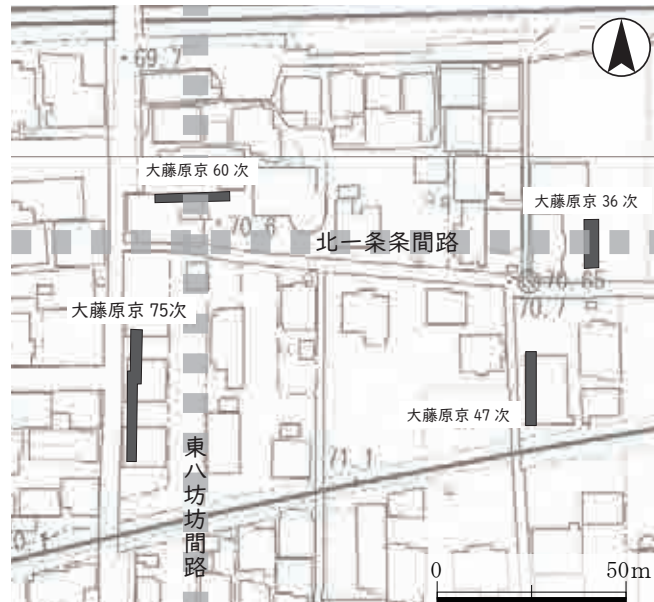 69.7
大藤原京 60 次
大藤原京 36 次
70.6
北一条条間路
70.65
70.7
大藤原京 75次
大藤原京 47 次
東八坊坊間路
71.1
0 50m